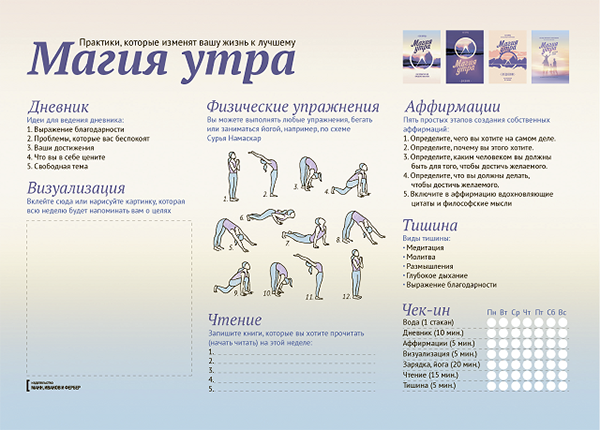 Практики, которые изменят вашу жизнь к лучшему
Магия утра
Магия утра
Магия утра
Магия утра
Магия утра
Дневник
Идеи для ведения дневника:
1. Выражение благодарности
2. Проблемы, которые вас беспокоят
3. Ваши достижения
4. Что вы в себе цените
5. Свободная тема
Визуализация
Вклейте сюда или нарисуйте картинку, которая
всю неделю будет напоминать вам о целях
ИЗДАТЕЛЬСТВО
МАНН, ИВАНОВ И ФЕРБЕР
Физические упражнения
Вы можете выполнять любые упражнения, бегать
или заниматься йогой, например, по схеме
Сурья Намаскар
1. 2. 3. 4.
5. 6. 7. 8.
9. 10. 11. 12.
Чтение
Запишите книги, которые вы хотите прочитать
(начать читать) на этой неделе:
1.
2.
3.
4.
5.
Аффирмации
Пять простых этапов создания собственных
аффирмаций:
1. Определите, чего вы хотите на самом деле.
2. Определите, почему вы этого хотите.
3. Определите, каким человеком вы должны
быть для того, чтобы достичь желаемого.
4. Определите, что вы должны делать,
чтобы достичь желаемого.
5. Включите в аффирмацию вдохновляющие
цитаты и философские мысли
Тишина
Виды тишины:
· Медитация
· Молитва
· Размышления
· Глубокое дыхание
· Выражение благодарности
Чек-ин
Пн Вт Ср Чт Пт Сб Вс
Вода (1 стакан)
Дневник (10 мин.)
Аффирмации (5 мин.)
Визуализация (5 мин.)
Зарядка, йога (20 мин.)
Чтение (15 мин.)
Тишина (5 мин.)